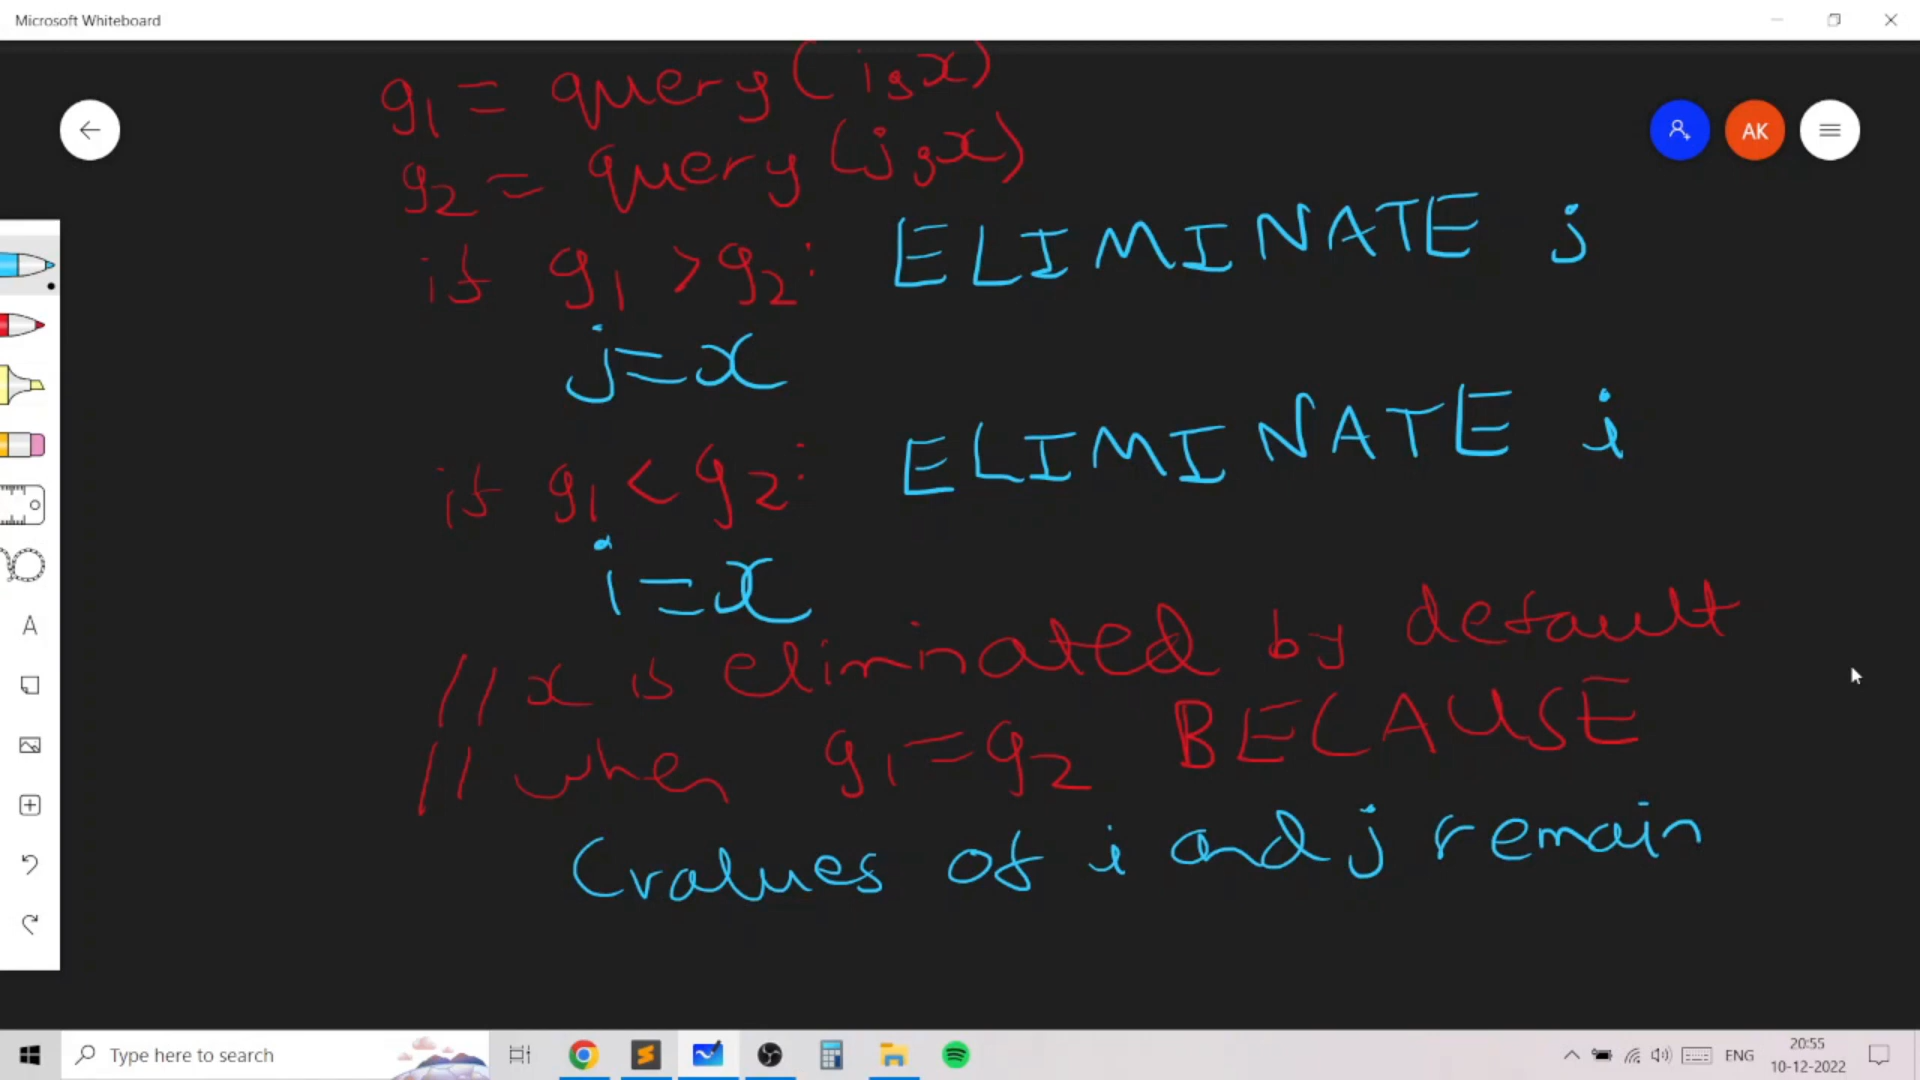 Microsoft Whiteboard
g1 = query(i,x)
g2 = query(j,x)
AK
if g1 > g2: ELIMINATE j
j=x
if g1 < g2: ELIMINATE i
i=x
// x is eliminated by default
// when g1=g2 BECAUSE
(values of i and j remain
A
Type here to search
ENG
20:55
10-12-2022